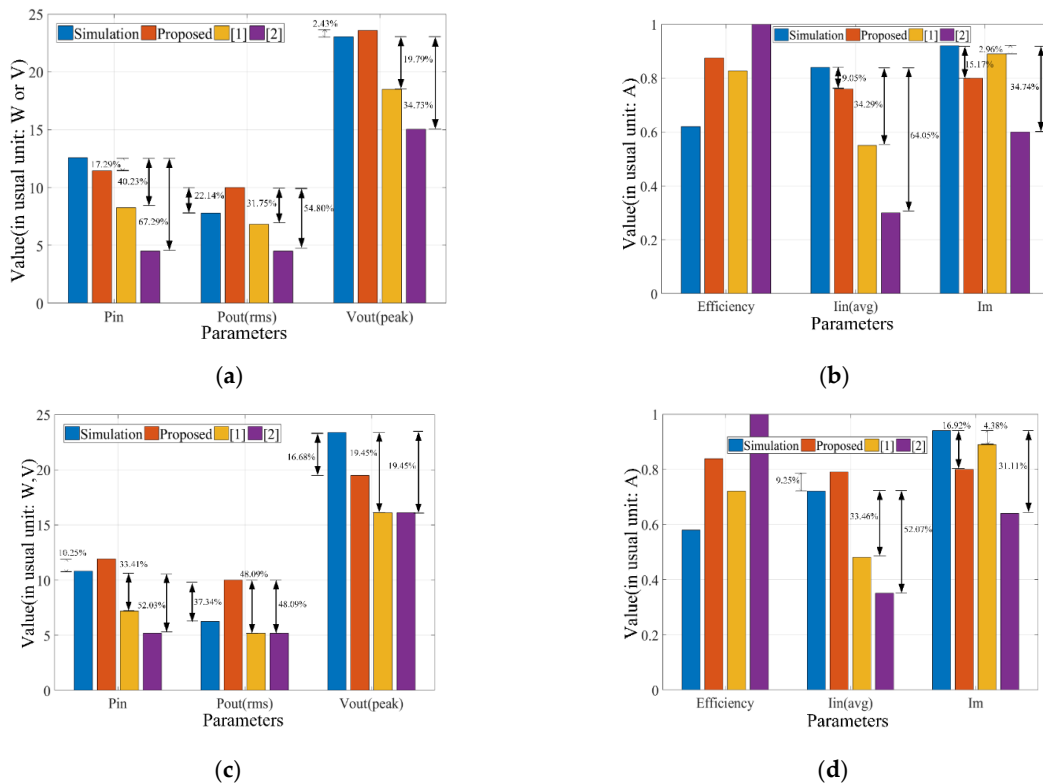 25
20
15
10
5
0
Value(in usual unit: W or V)
Simulation Proposed [1] [2]
2.43%
19.79%
34.73%
17.29%
40.23%
67.29%
22.14%
31.75%
54.80%
Pin Pout(rms) Vout(peak)
Parameters
(a)
1
0.8
0.6
0.4
0.2
0
Value(in usual unit: A)
Simulation Proposed [1] [2]
9.05%
34.29%
64.05%
2.96%
15.17%
34.74%
Efficiency Iin(avg) Im
Parameters
(b)
25
20
15
10
5
0
Value(in usual unit: W,V)
Simulation Proposed [1] [2]
16.68%
19.45%
19.45%
10.25%
33.41%
52.03%
37.34%
48.09%
48.09%
Pin Pout(rms) Vout(peak)
Parameters
(c)
1
0.8
0.6
0.4
0.2
0
Value(in usual unit: A)
Simulation Proposed [1] [2]
9.25%
33.46%
52.07%
16.92%
4.38%
31.11%
Efficiency Iin(avg) Im
Parameters
(d)